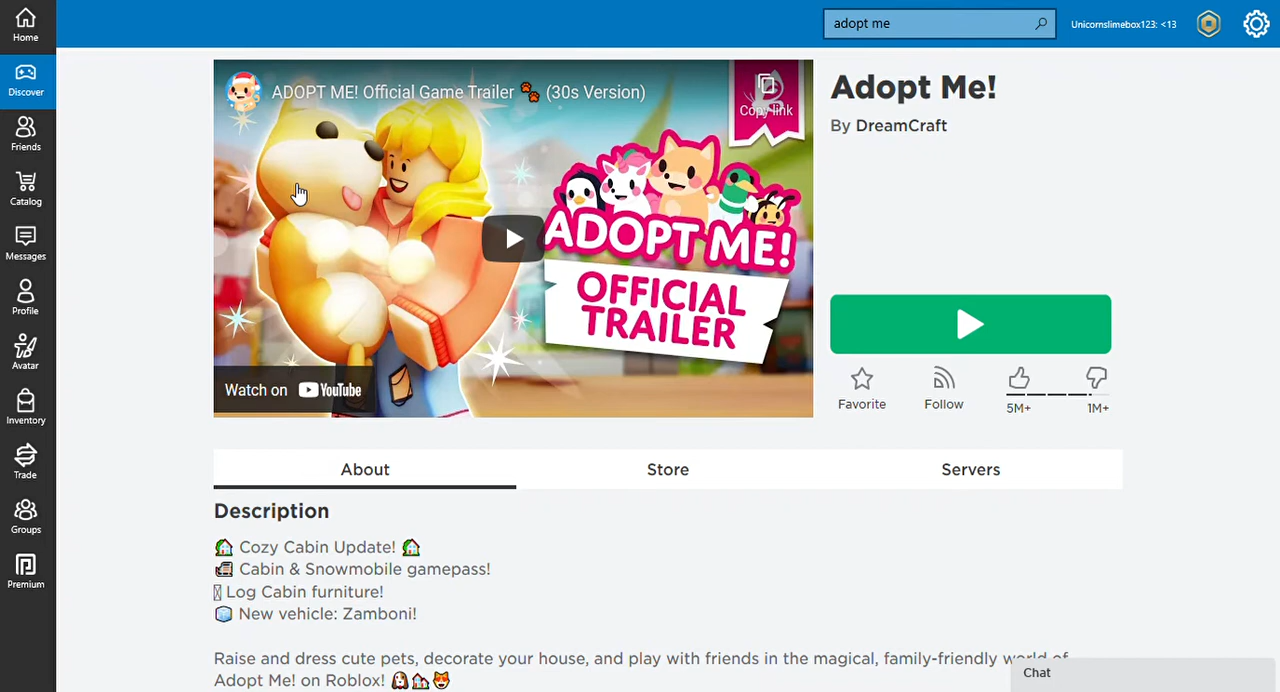 Home
Discover
Friends
Catalog
Messages
Profile
Avatar
Inventory
Trade
Groups
Premium
adopt me
Unicornslimebox123: <13
ADOPT ME! Official Game Trailer 🐾 (30s Version)
Copy link
ADOPT ME!
OFFICIAL
TRAILER
Watch on YouTube
Adopt Me!
By DreamCraft
Favorite
Follow
5M+
1M+
About
Store
Servers
Description
🏡 Cozy Cabin Update! 🏡
Cabin & Snowmobile gamepass!
Log Cabin furniture!
🧊 New vehicle: Zamboni!
Raise and dress cute pets, decorate your house, and play with friends in the magical, family-friendly world of
Adopt Me! on Roblox! 🐶🏡😻
Chat